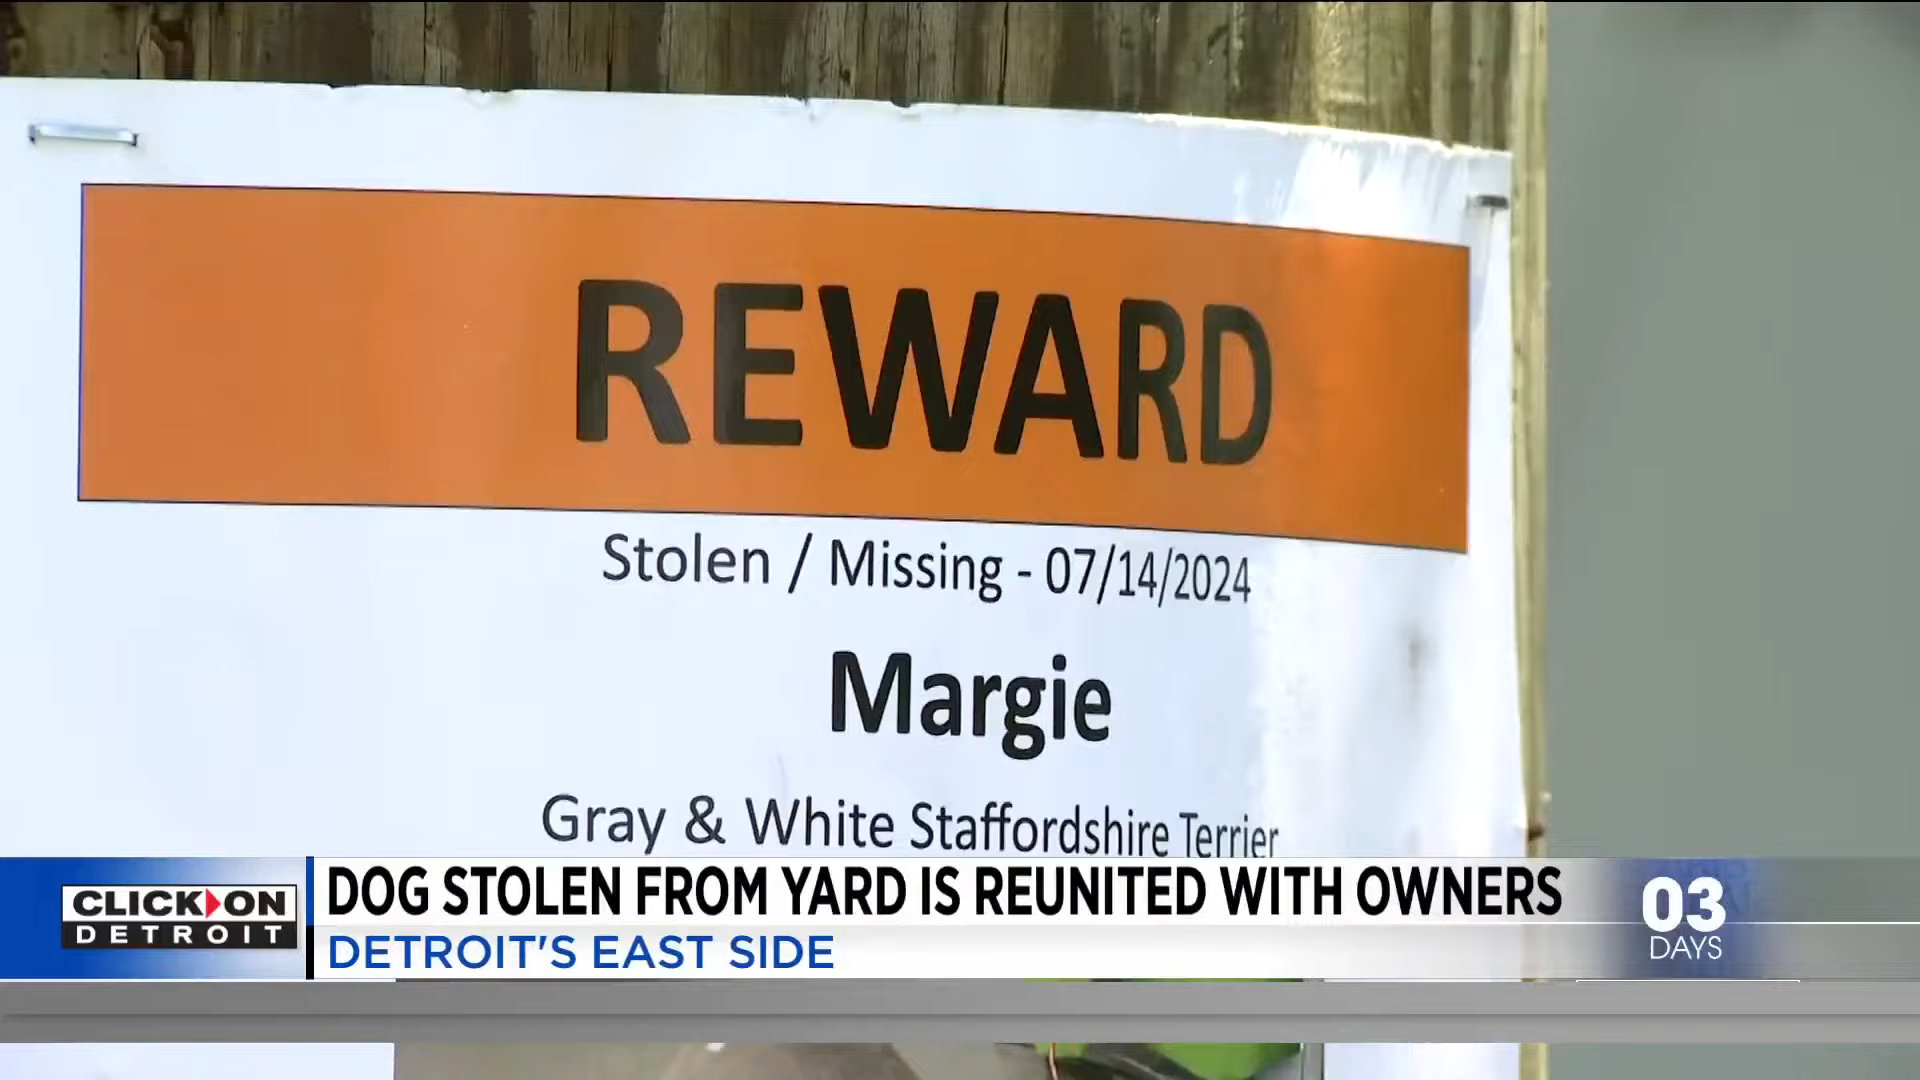 REWARD
Stolen / Missing - 07/14/2024
Margie
Gray & White Staffordshire Terrier
CLICK ON
DETROIT
DOG STOLEN FROM YARD IS REUNITED WITH OWNERS
DETROIT'S EAST SIDE
03
DAYS